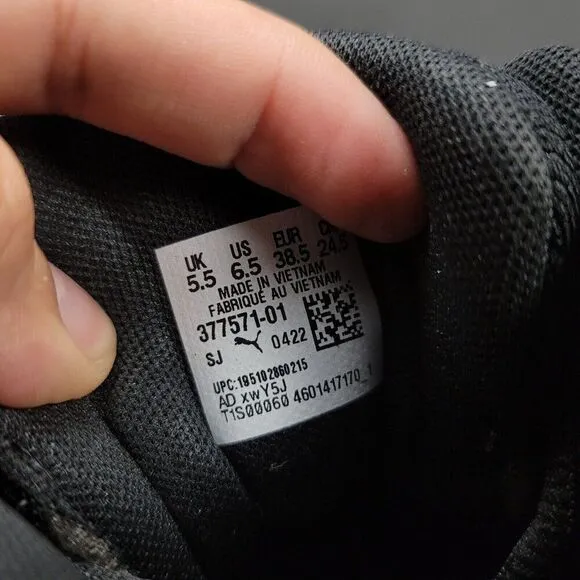 UK US EUR
5.5 6.5 38.5 24.5
MADE IN VIETNAM
FABRIQUE AU VIETNAM
377571-01
SJ 0422
UPC:195102860215
AD xwY5J
T1S00060 4601417170_1